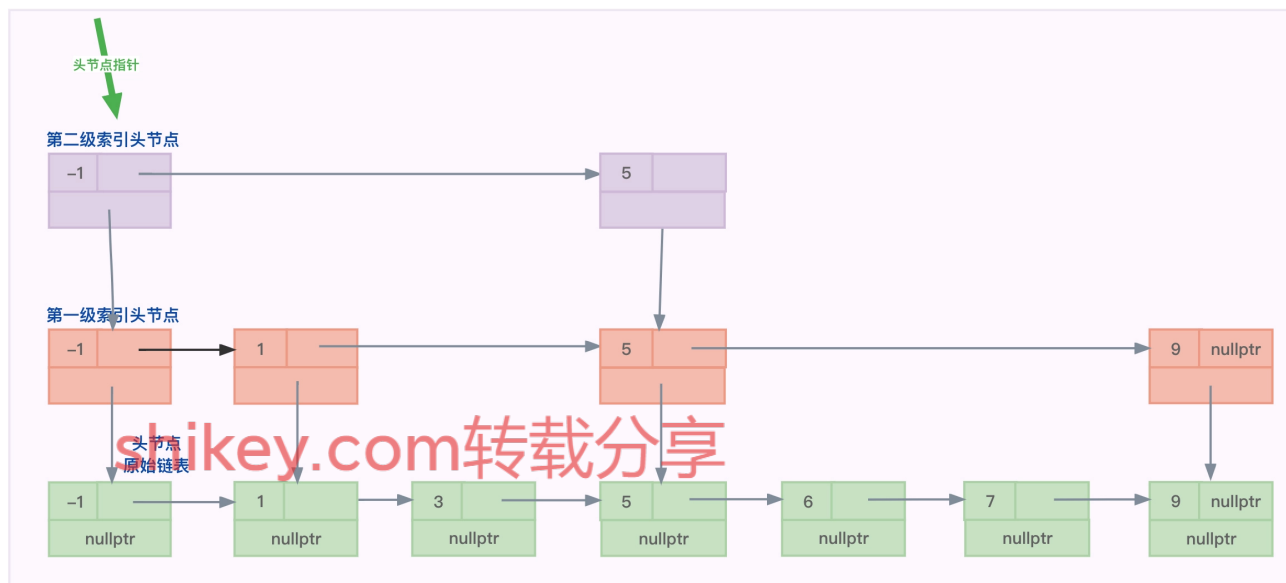 头节点指针
第二级索引头节点
-1
5
第一级索引头节点
-1
1
5
9 nullptr
shikey.com转载分享
头节点
原始链表
-1
1
3
5
6
7
9 nullptr
nullptr
nullptr
nullptr
nullptr
nullptr
nullptr
nullptr